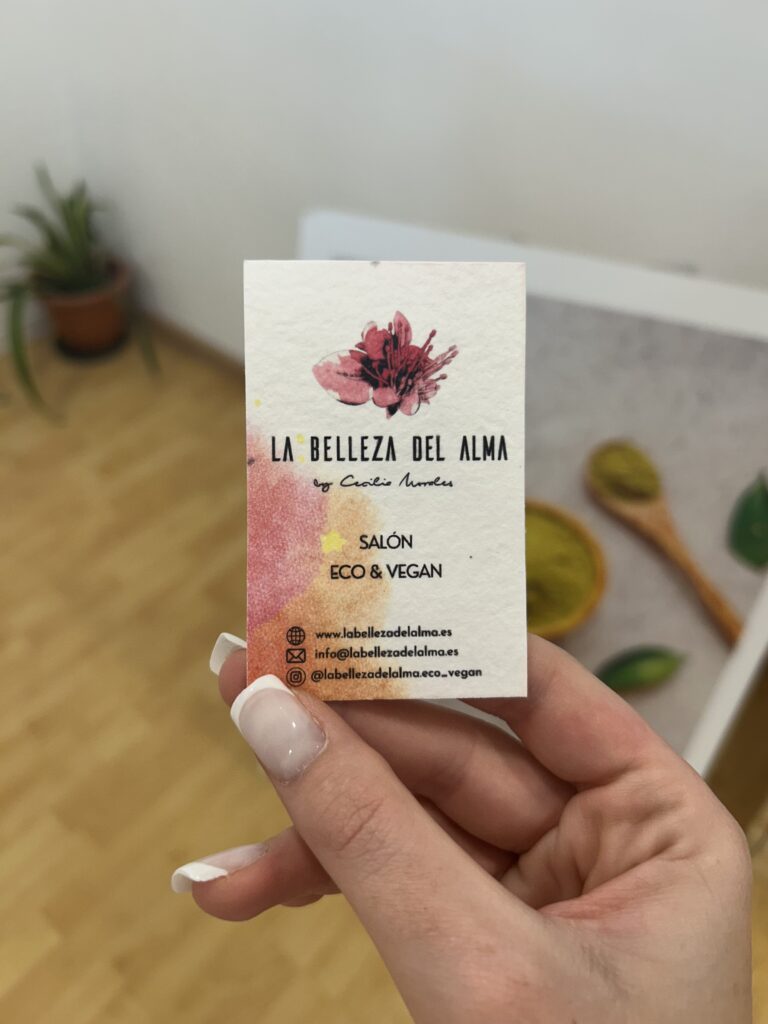 LA BELLEZA DEL ALMA
by Cecilia Morales
SALÓN
ECO & VEGAN
www.labellezadelalma.es
info@labellezadelalma.es
@labellezadelalma.eco_vegan